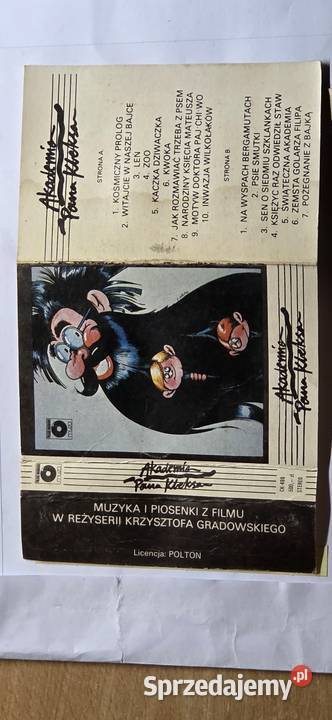 Akademia
Pana Kleksa
STRONA A
1. KOSMICZNY PROLOG
2. WITAJCIE W NASZEJ BAJCE
3. LEŃ
4. ZOO
5. KACZKA DZIWACZKA
6. KWOKA
7. JAK ROZMAWIAĆ TRZEBA Z PSEM
8. NARODZINY KSIĘCIA MATEUSZA
9. MOTYW DOKTORA PAJ-CHI-WO
10. INWAZJA WILKOŁAKÓW
STRONA B
1. NA WYSPACH BERGAMUTACH
2. PSIE SMUTKI
3. SEN O SIEDMIU SZKLANKACH
4. KSIĘŻYC RAZ ODWIEDZIŁ STAW
5. ŚWIĄTECZNA AKADEMIA
6. ZEMSTA GOLARZA FILIPA
7. POŻEGNANIE Z BAJKĄ
Akademia
Pana Kleksa
Akademia
Pana Kleksa
STEREO
MUZYKA I PIOSENKI Z FILMU
W REŻYSERII KRZYSZTOFA GRADOWSKIEGO
Licencja: POLTON
Sprzedajemy.pl